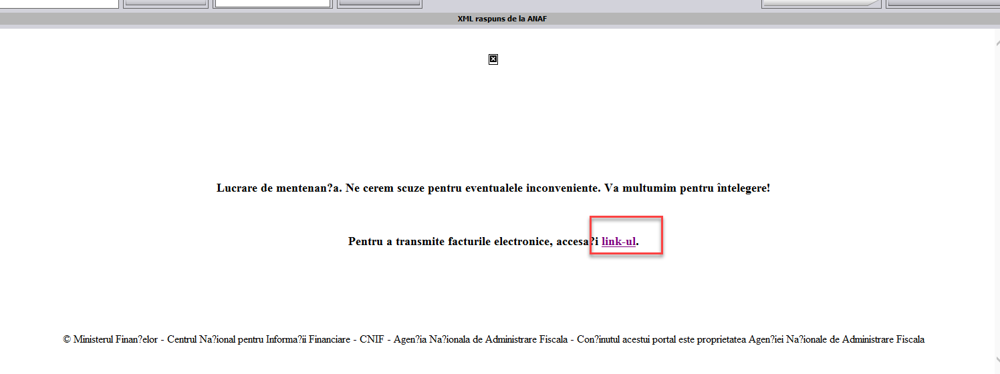 XML raspuns de la ANAF
Lucrare de mentenan?a. Ne cerem scuze pentru eventualele inconveniente. Va multumim pentru întelegere!
Pentru a transmite facturile electronice, accesa?i link-ul.
© Ministerul Finan?elor - Centrul Na?ional pentru Informa?ii Financiare - CNIF - Agen?ia Na?ionala de Administrare Fiscala - Con?inutul acestui portal este proprietatea Agen?iei Na?ionale de Administrare Fiscala